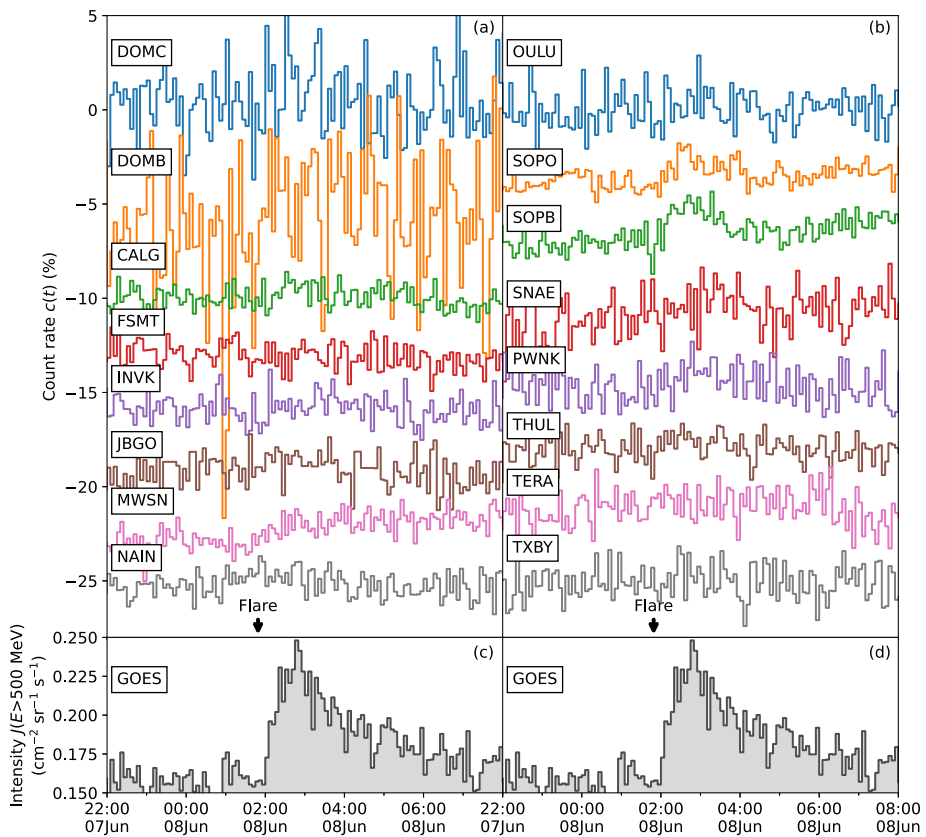 (a)
(b)
5
0
−5
−10
−15
−20
−25
Count rate c(t) (%)
DOMC
DOMB
CALG
FSMT
INVK
JBGO
MWSN
NAIN
OULU
SOPO
SOPB
SNAE
PWNK
THUL
TERA
TXBY
Flare
Flare
(c)
(d)
GOES
GOES
0.250
0.225
0.200
0.175
0.150
Intensity J(E>500 MeV)
(cm⁻² sr⁻¹ s⁻¹)
22:00 00:00 02:00 04:00 06:00 22:00 00:00 02:00 04:00 06:00 08:00
07Jun 08Jun 08Jun 08Jun 08Jun 07Jun 08Jun 08Jun 08Jun 08Jun 08Jun